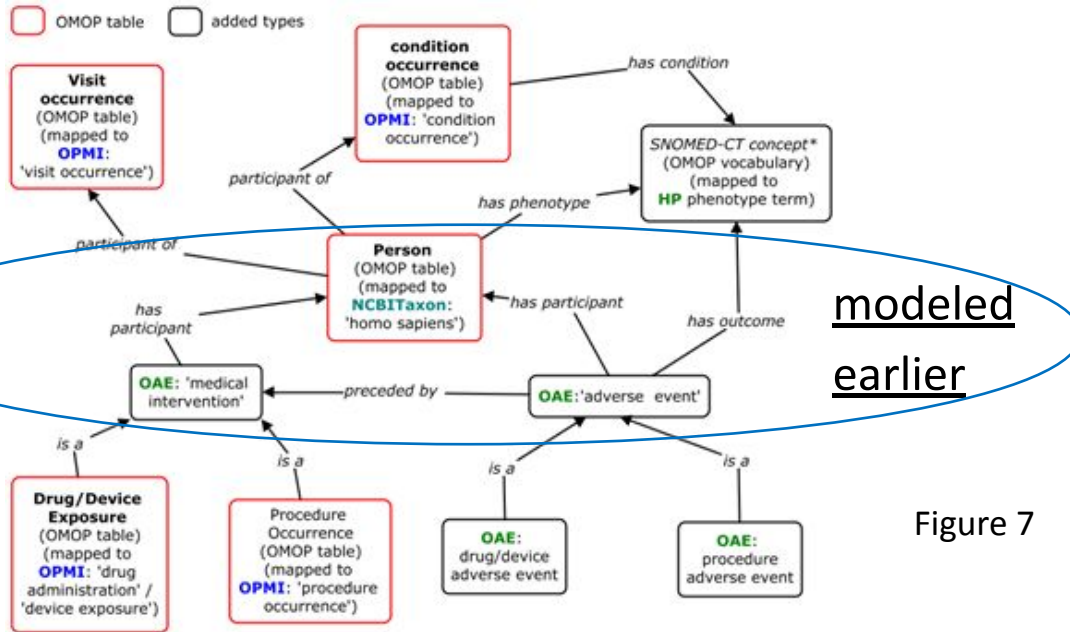 OMOP table
added types
Visit
occurrence
(OMOP table)
(mapped to
OPMI:
'visit occurrence')
condition
occurrence
(OMOP table)
(mapped to
OPMI: 'condition
occurrence')
has condition
SNOMED-CT concept*
(OMOP vocabulary)
(mapped to
HP phenotype term)
participant of
has phenotype
participant of
Person
(OMOP table)
(mapped to
NCBITaxon:
'homo sapiens')
has
participant
has participant
has outcome
modeled
earlier
OAE: 'medical
intervention'
preceded by
OAE:'adverse event'
is a
is a
is a
is a
Drug/Device
Exposure
(OMOP table)
(mapped to
OPMI: 'drug
administration' /
'device exposure')
Procedure
Occurrence
(OMOP table)
(mapped to
OPMI: 'procedure
occurrence')
OAE:
drug/device
adverse event
OAE:
procedure
adverse event
Figure 7